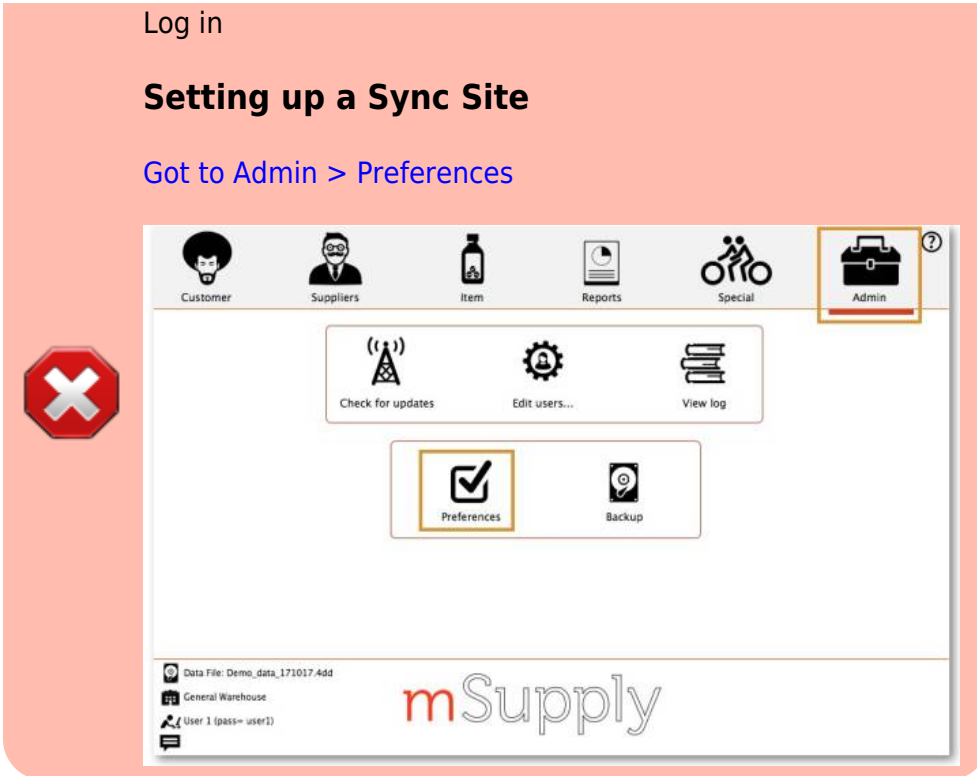 Log in
Setting up a Sync Site
Got to Admin > Preferences
?
Customer Suppliers Item Reports Special Admin
Check for updates Edit users... View log
Preferences Backup
Data File: Demo_data_171017.4dd
General Warehouse
User 1 (pass= user1)
mSupply